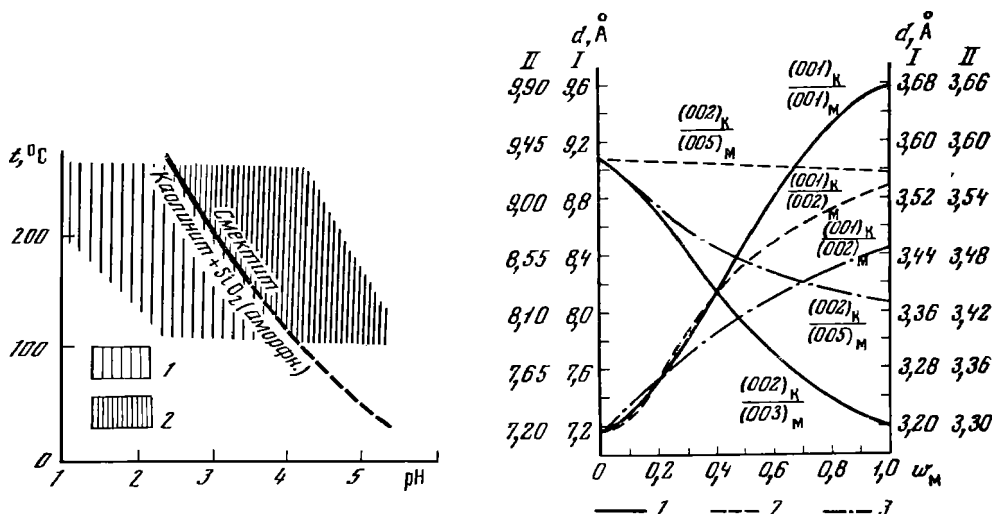 t,°C
200
100
0
1
2
3
4
5
pH
Смектит
Каолинит + SiO₂ (аморфн.)
1
2
d, Å
d, Å
II I
I II
9,90 9,6
3,68 3,66
9,45 9,2
3,60 3,60
9,00 8,8
3,52 3,54
8,55 8,4
3,44 3,48
8,10 8,0
3,36 3,42
7,65 7,6
3,28 3,36
7,20 7,2
3,20 3,30
(001)к
(001)м
(002)к
(005)м
(001)к
(002)м
(001)к
(002)м
(002)к
(005)м
(002)к
(003)м
0 0,2 0,4 0,6 0,8 1,0 wм
1 2 3